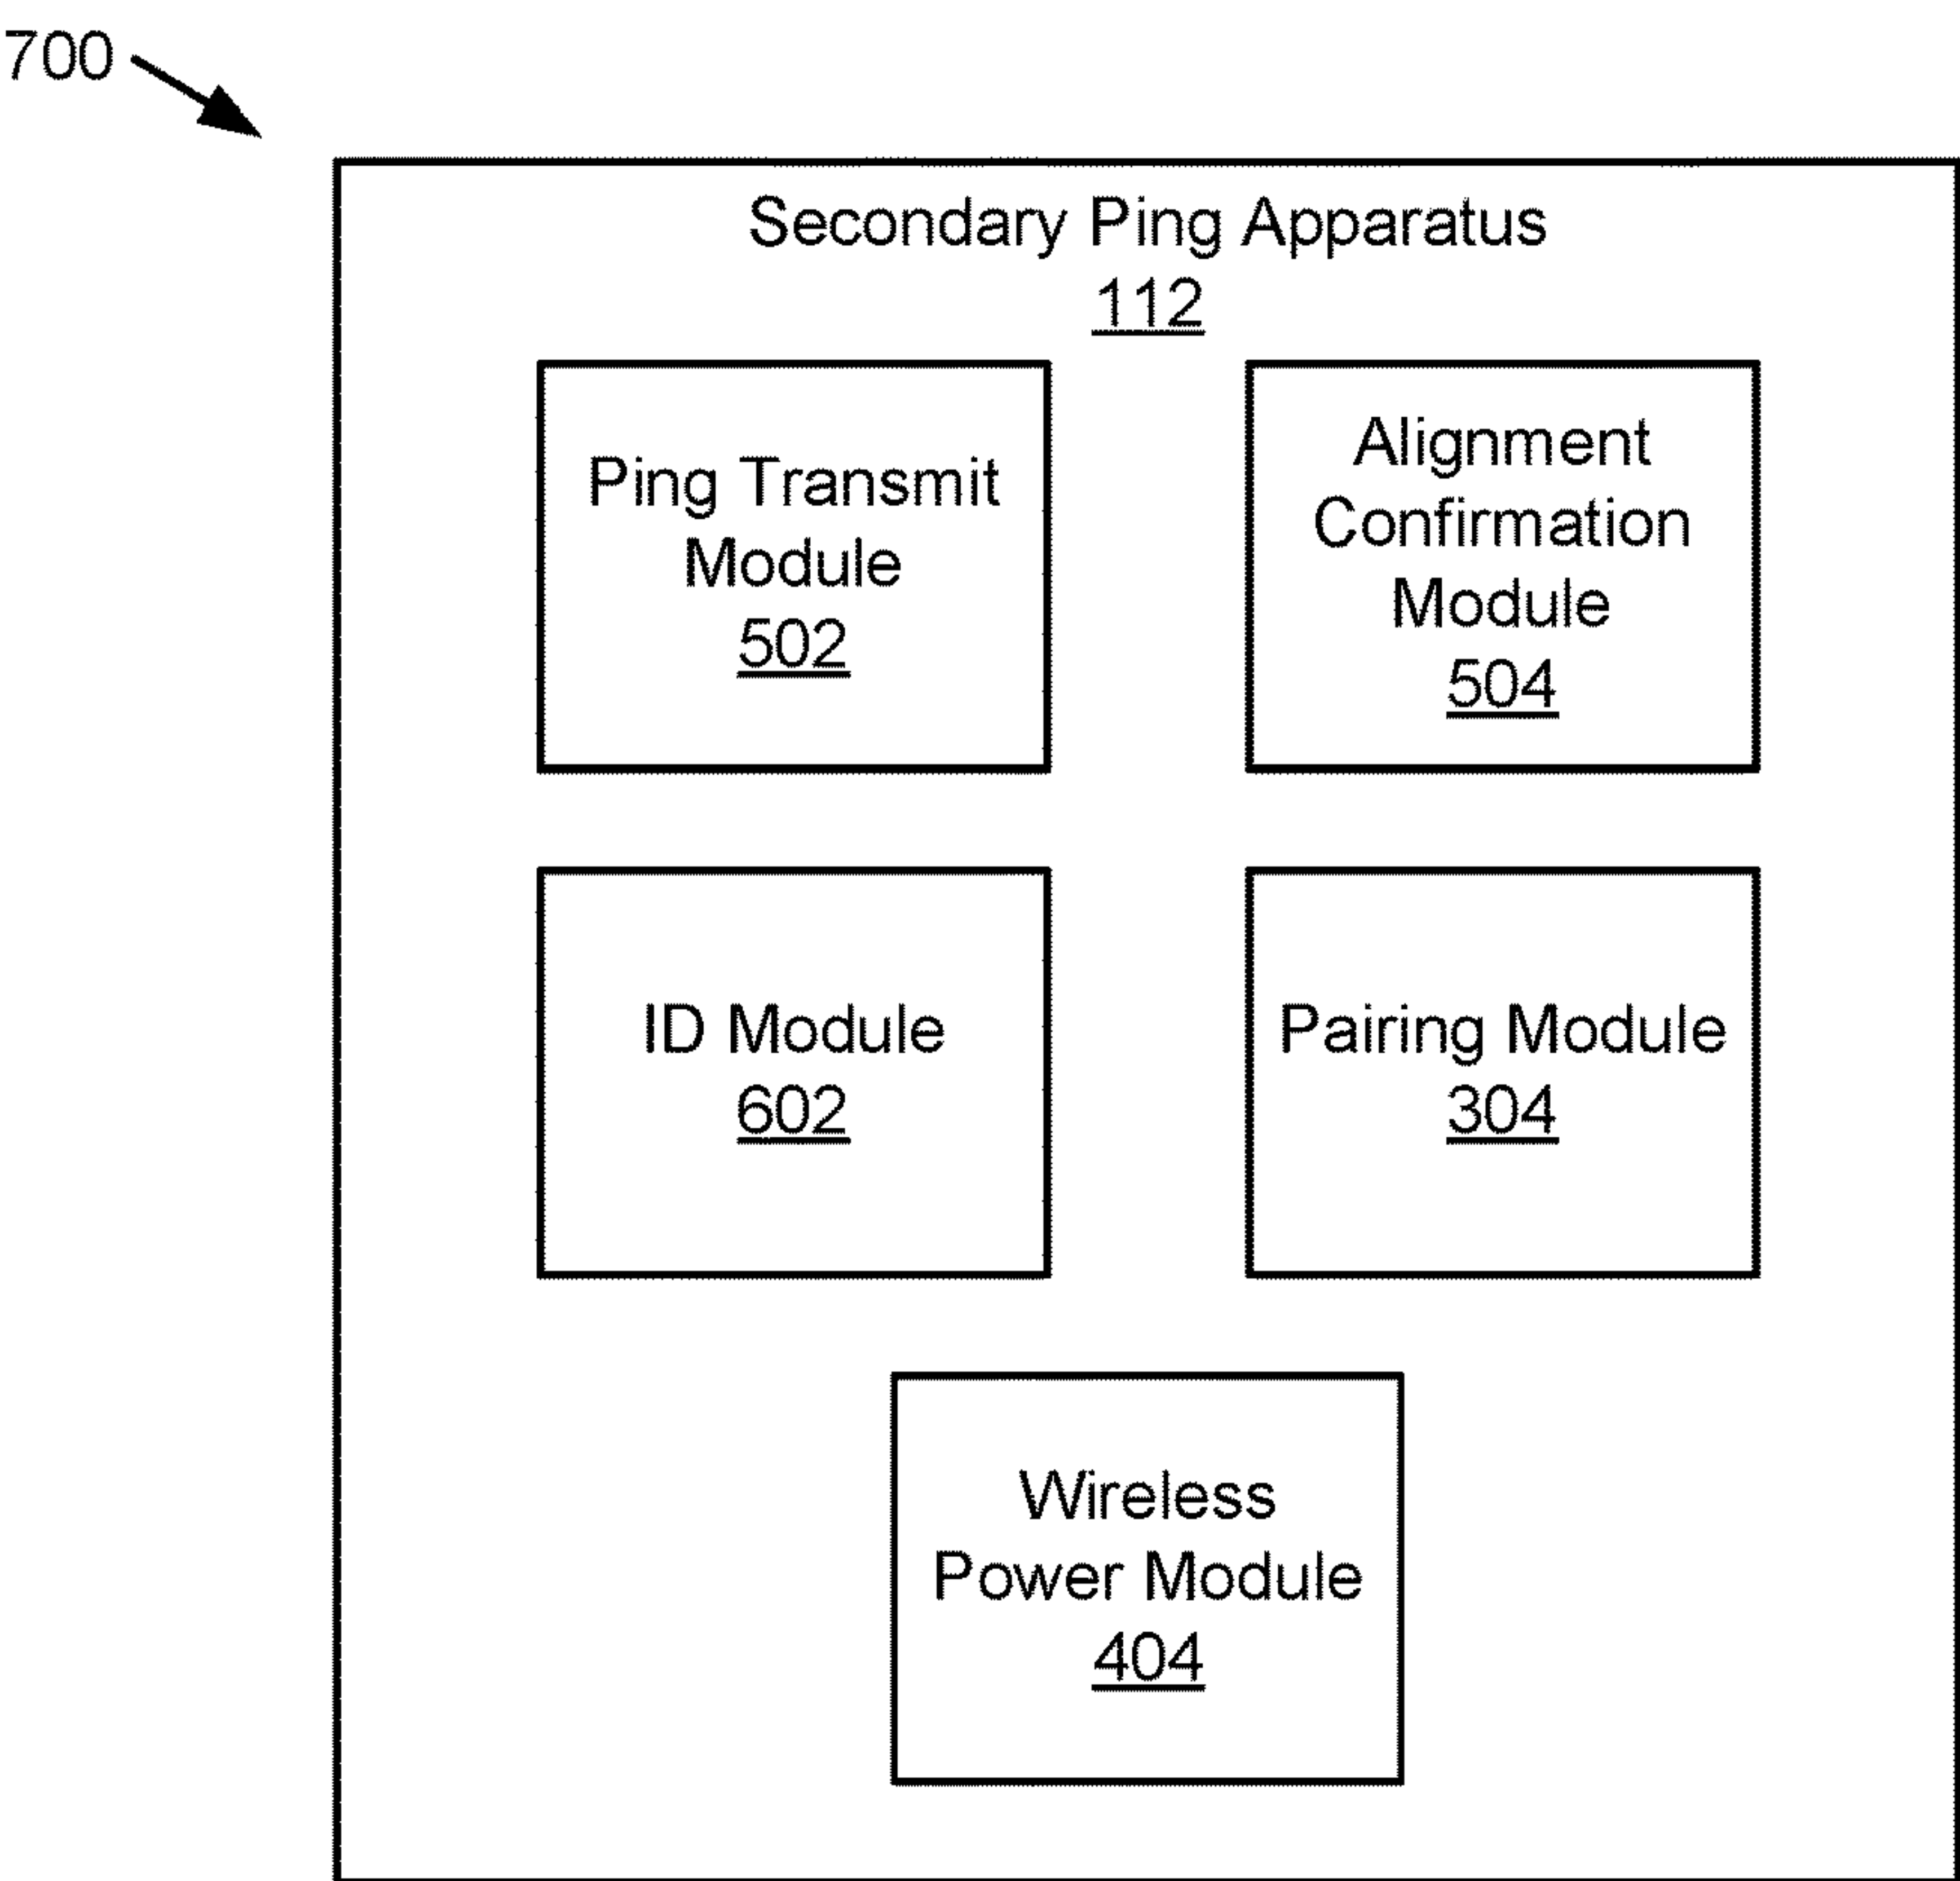 700
Secondary Ping Apparatus
112
Ping Transmit
Module
502
Alignment
Confirmation
Module
504
ID Module
602
Pairing Module
304
Wireless
Power Module
404